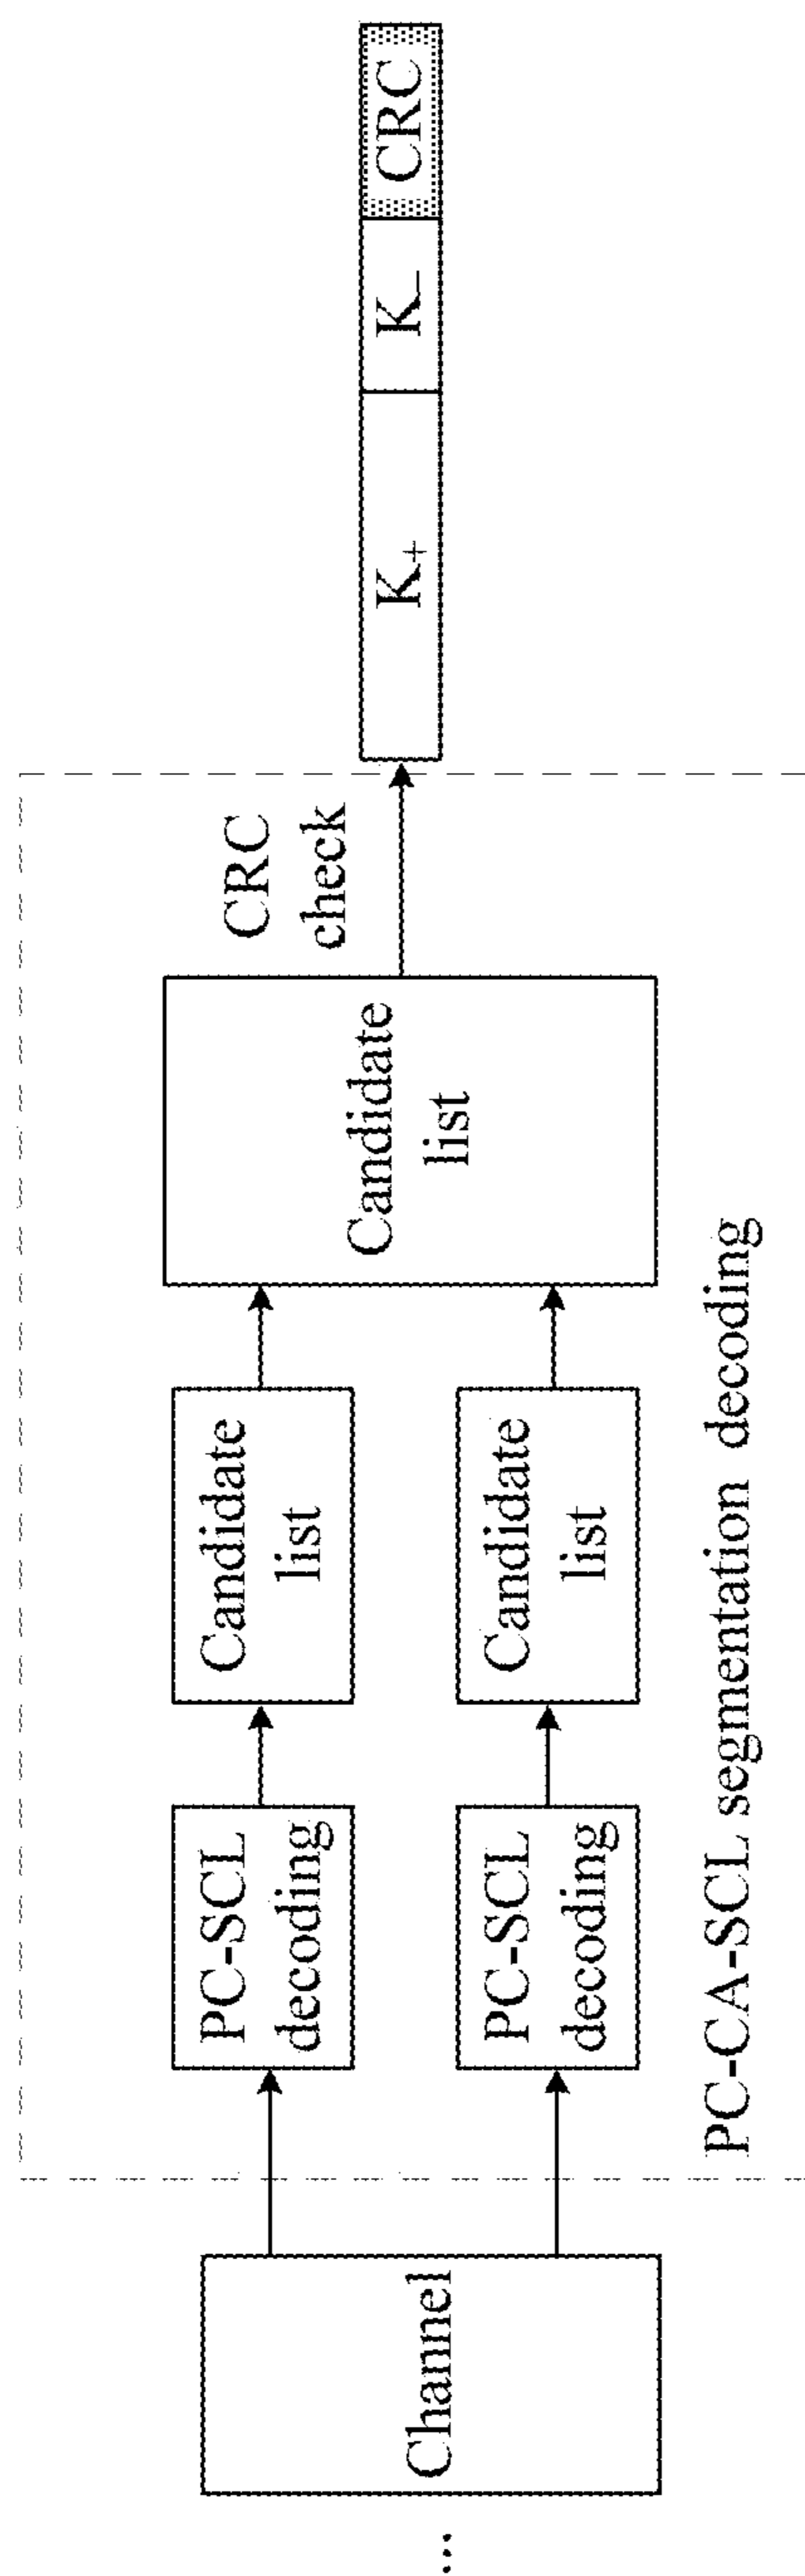 ...
Channel
PC-SCL
decoding
Candidate
list
PC-SCL
decoding
Candidate
list
Candidate
list
CRC
check
K+
K−
CRC
PC-CA-SCL segmentation decoding